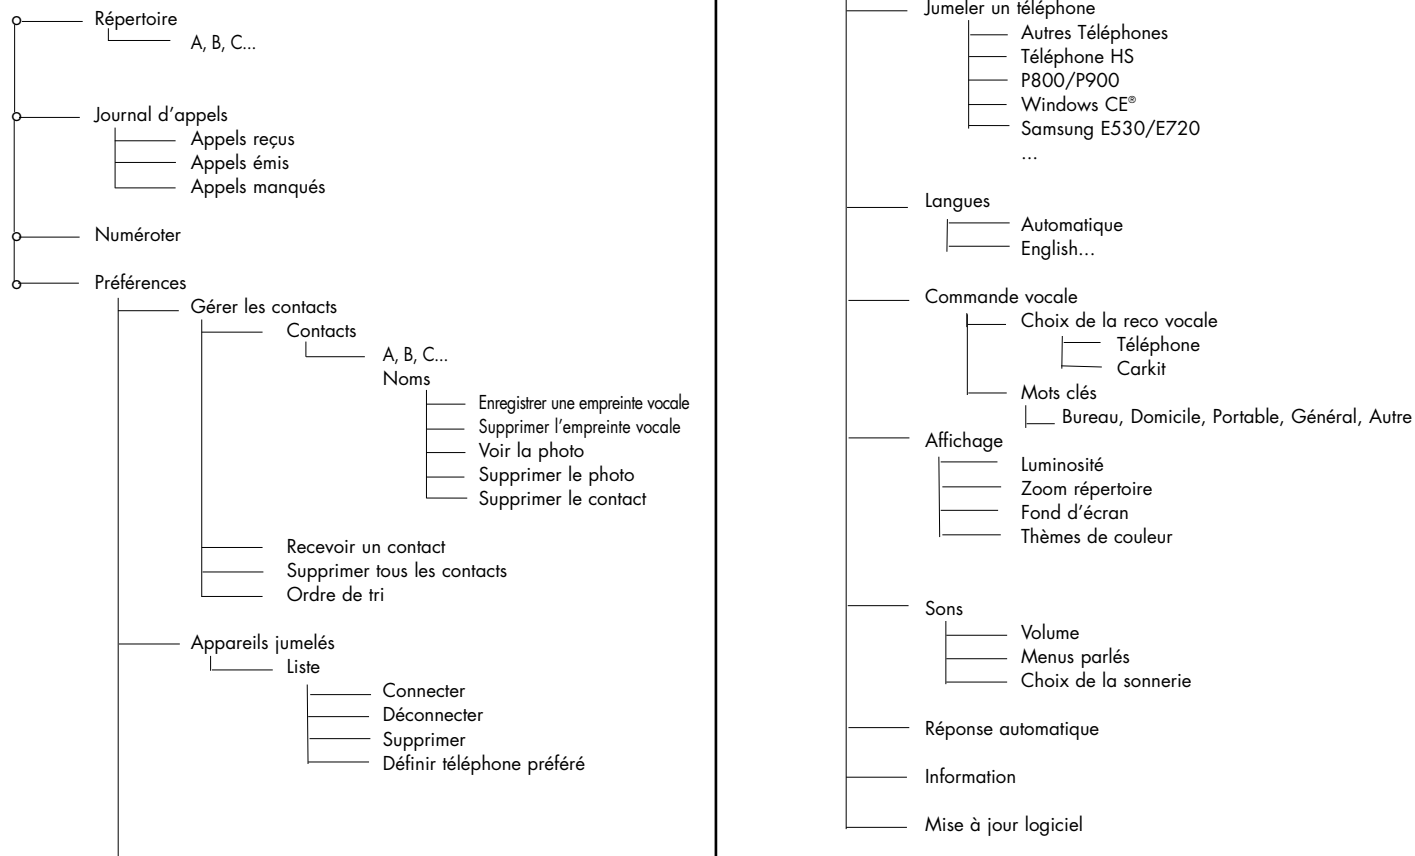 Répertoire
A, B, C...
Journal d'appels
Appels reçus
Appels émis
Appels manqués
Numéroter
Préférences
Gérer les contacts
Contacts
A, B, C...
Noms
Enregistrer une empreinte vocale
Supprimer l'empreinte vocale
Voir la photo
Supprimer le photo
Supprimer le contact
Recevoir un contact
Supprimer tous les contacts
Ordre de tri
Appareils jumelés
Liste
Connecter
Déconnecter
Supprimer
Définir téléphone préféré
Jumeler un téléphone
Autres Téléphones
Téléphone HS
P800/P900
Windows CE®
Samsung E530/E720
...
Langues
Automatique
English...
Commande vocale
Choix de la reco vocale
Téléphone
Carkit
Mots clés
Bureau, Domicile, Portable, Général, Autre
Affichage
Luminosité
Zoom répertoire
Fond d'écran
Thèmes de couleur
Sons
Volume
Menus parlés
Choix de la sonnerie
Réponse automatique
Information
Mise à jour logiciel